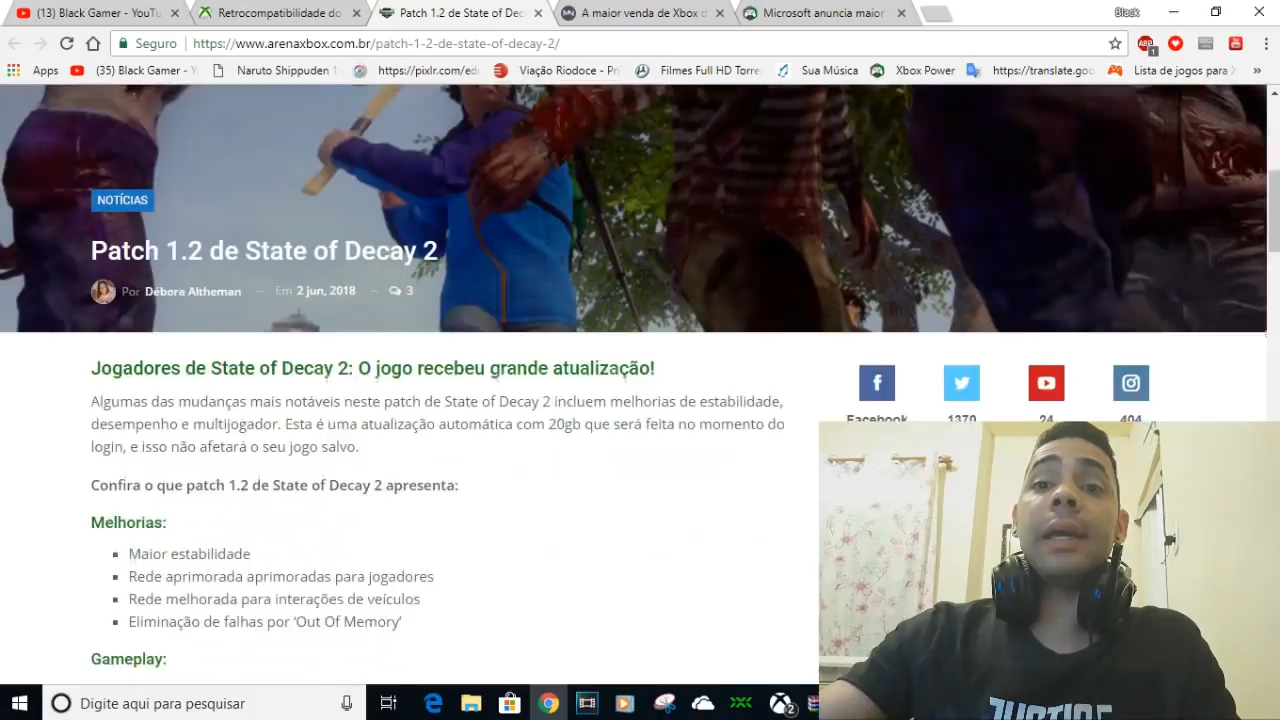 (13) Black Gamer - YouTu
Retrocompatibilidade do
Patch 1.2 de State of Dec
A maior venda de Xbox d
Microsoft anuncia maior
Black
Seguro
https://www.arenaxbox.com.br/patch-1-2-de-state-of-decay-2/
ABP
1
Apps
(35) Black Gamer - Y
Naruto Shippuden 1
https://pixlr.com/edi
Viação Riodoce - Pr
Filmes Full HD Torre
Sua Música
Xbox Power
https://translate.goo
Lista de jogos para X
»
NOTÍCIAS
Patch 1.2 de State of Decay 2
Por Débora Altheman — Em 2 jun, 2018 — 3
Jogadores de State of Decay 2: O jogo recebeu grande atualização!
Algumas das mudanças mais notáveis neste patch de State of Decay 2 incluem melhorias de estabilidade,
desempenho e multijogador. Esta é uma atualização automática com 20gb que será feita no momento do
login, e isso não afetará o seu jogo salvo.
Confira o que patch 1.2 de State of Decay 2 apresenta:
Melhorias:
Maior estabilidade
Rede aprimorada aprimoradas para jogadores
Rede melhorada para interações de veículos
Eliminação de falhas por ‘Out Of Memory’
Gameplay:
Facebook
1370
24
404
JUSTICE
Digite aqui para pesquisar
2